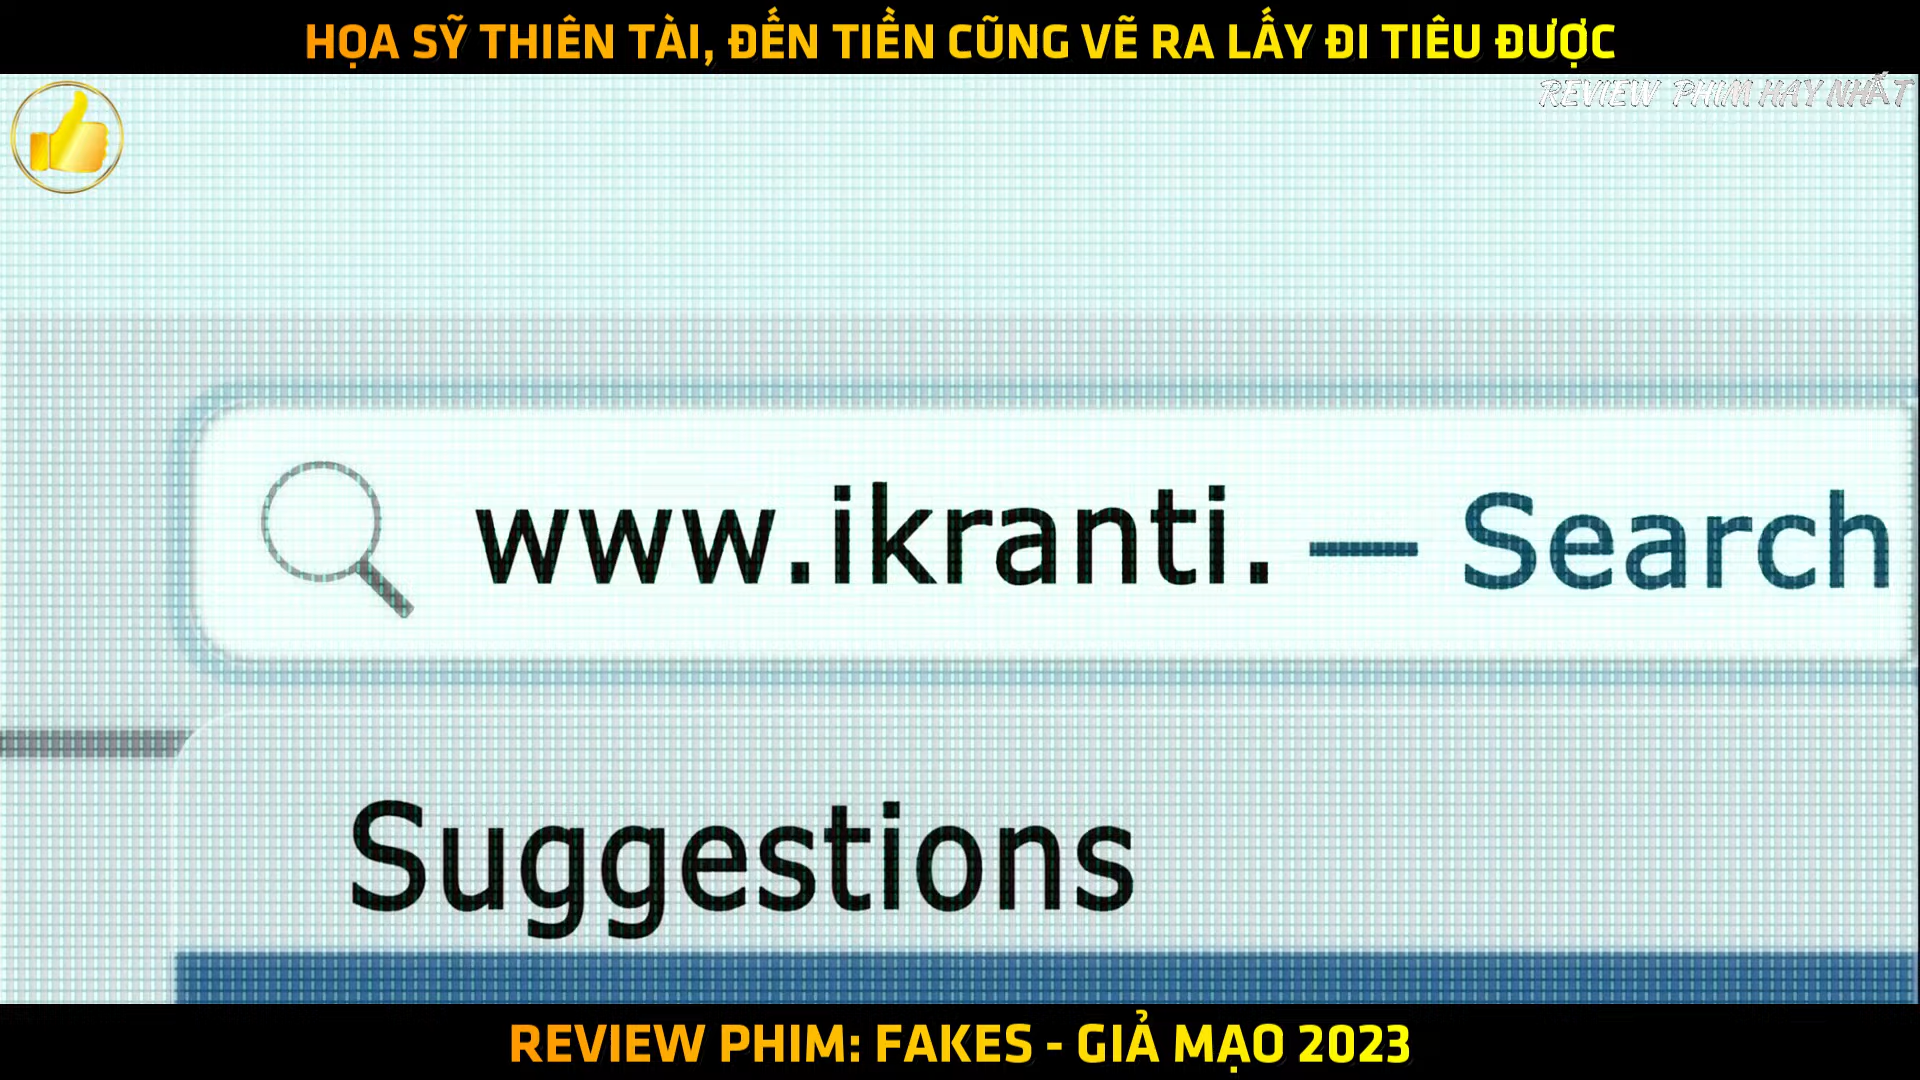 HỌA SỸ THIÊN TÀI, ĐẾN TIỀN CŨNG VẼ RA LẤY ĐI TIÊU ĐƯỢC
REVIEW PHIM HAY NHẤT
www.ikranti. — Search
Suggestions
REVIEW PHIM: FAKES - GIẢ MẠO 2023